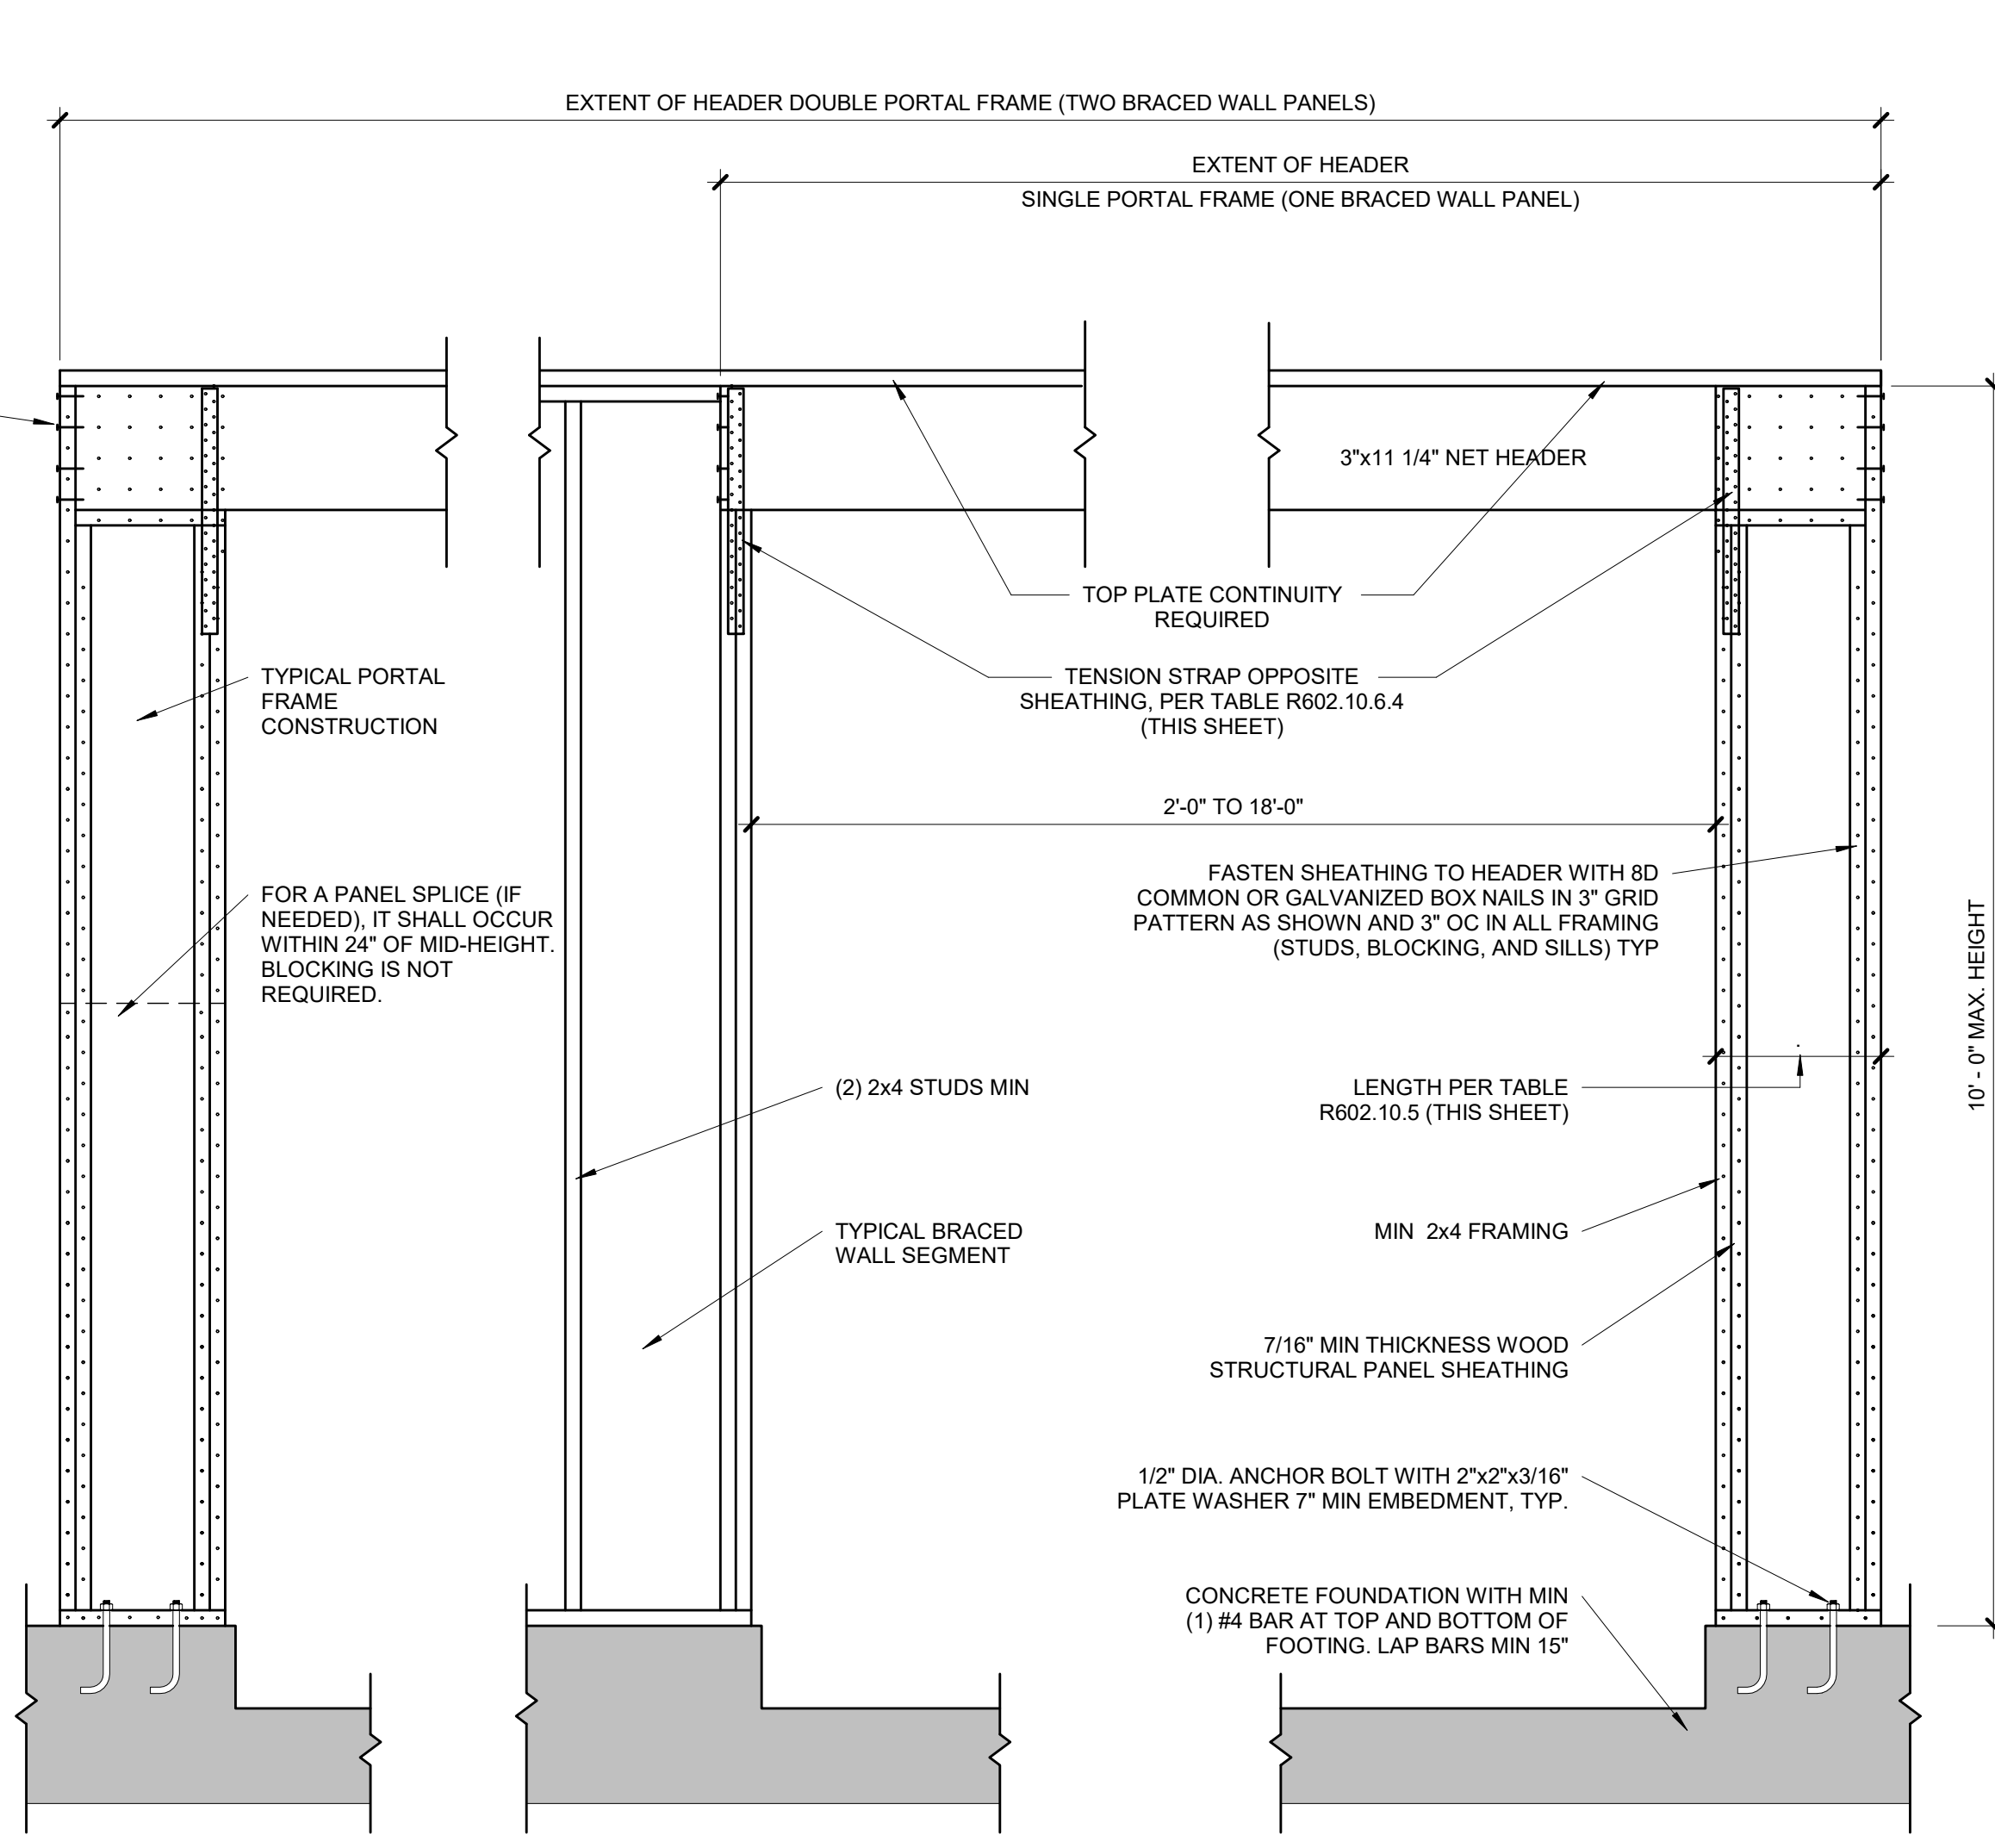 EXTENT OF HEADER DOUBLE PORTAL FRAME (TWO BRACED WALL PANELS)
EXTENT OF HEADER
SINGLE PORTAL FRAME (ONE BRACED WALL PANEL)
3"x11 1/4" NET HEADER
TOP PLATE CONTINUITY
REQUIRED
TYPICAL PORTAL
FRAME
CONSTRUCTION
TENSION STRAP OPPOSITE
SHEATHING, PER TABLE R602.10.6.4
(THIS SHEET)
2'-0" TO 18'-0"
FOR A PANEL SPLICE (IF
NEEDED), IT SHALL OCCUR
WITHIN 24" OF MID-HEIGHT.
BLOCKING IS NOT
REQUIRED.
FASTEN SHEATHING TO HEADER WITH 8D
COMMON OR GALVANIZED BOX NAILS IN 3" GRID
PATTERN AS SHOWN AND 3" OC IN ALL FRAMING
(STUDS, BLOCKING, AND SILLS) TYP
10' - 0" MAX. HEIGHT
(2) 2x4 STUDS MIN
LENGTH PER TABLE
R602.10.5 (THIS SHEET)
TYPICAL BRACED
WALL SEGMENT
MIN 2x4 FRAMING
7/16" MIN THICKNESS WOOD
STRUCTURAL PANEL SHEATHING
1/2" DIA. ANCHOR BOLT WITH 2"x2"x3/16"
PLATE WASHER 7" MIN EMBEDMENT, TYP.
CONCRETE FOUNDATION WITH MIN
(1) #4 BAR AT TOP AND BOTTOM OF
FOOTING. LAP BARS MIN 15"